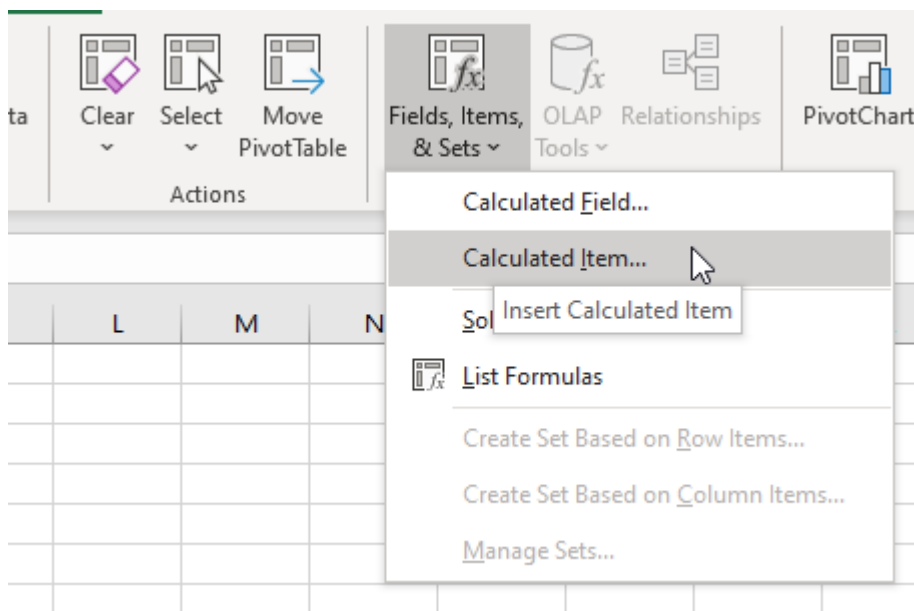 ta
Clear
Select
Move
PivotTable
Actions
Fields, Items,
& Sets
OLAP
Tools
Relationships
PivotChart
Calculated Field...
Calculated Item...
Insert Calculated Item
Sol
List Formulas
Create Set Based on Row Items...
Create Set Based on Column Items...
Manage Sets...
L M N